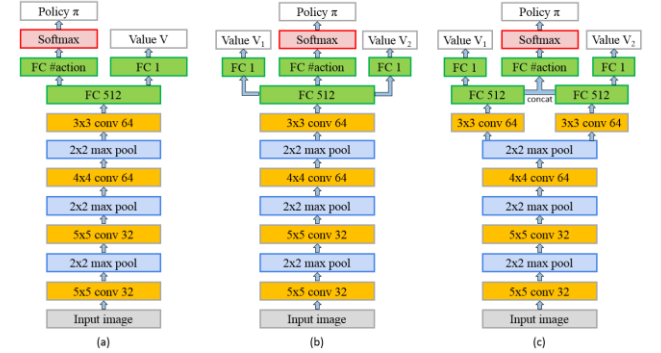 Policy π
Softmax
Value V
FC #action
FC 1
FC 512
3x3 conv 64
2x2 max pool
4x4 conv 64
2x2 max pool
5x5 conv 32
2x2 max pool
5x5 conv 32
Input image
(a)
Policy π
Value V₁
Softmax
Value V₂
FC 1
FC #action
FC 1
FC 512
3x3 conv 64
2x2 max pool
4x4 conv 64
2x2 max pool
5x5 conv 32
2x2 max pool
5x5 conv 32
Input image
(b)
Policy π
Value V₁
Softmax
Value V₂
FC 1
FC #action
FC 1
FC 512
concat
FC 512
3x3 conv 64
3x3 conv 64
2x2 max pool
4x4 conv 64
2x2 max pool
5x5 conv 32
2x2 max pool
5x5 conv 32
Input image
(c)